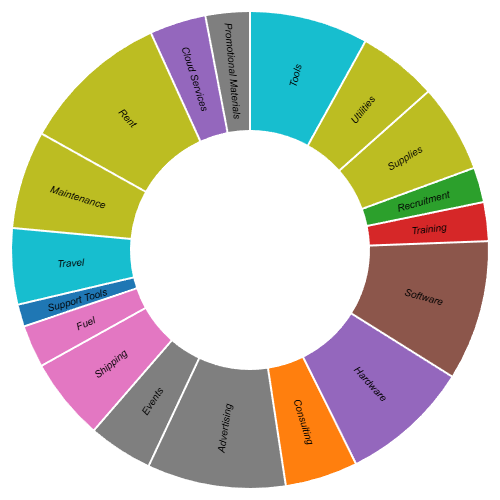 Tools
Utilities
Supplies
Recruitment
Training
Software
Hardware
Consulting
Advertising
Events
Shipping
Fuel
Support Tools
Travel
Maintenance
Rent
Cloud Services
Promotional Materials